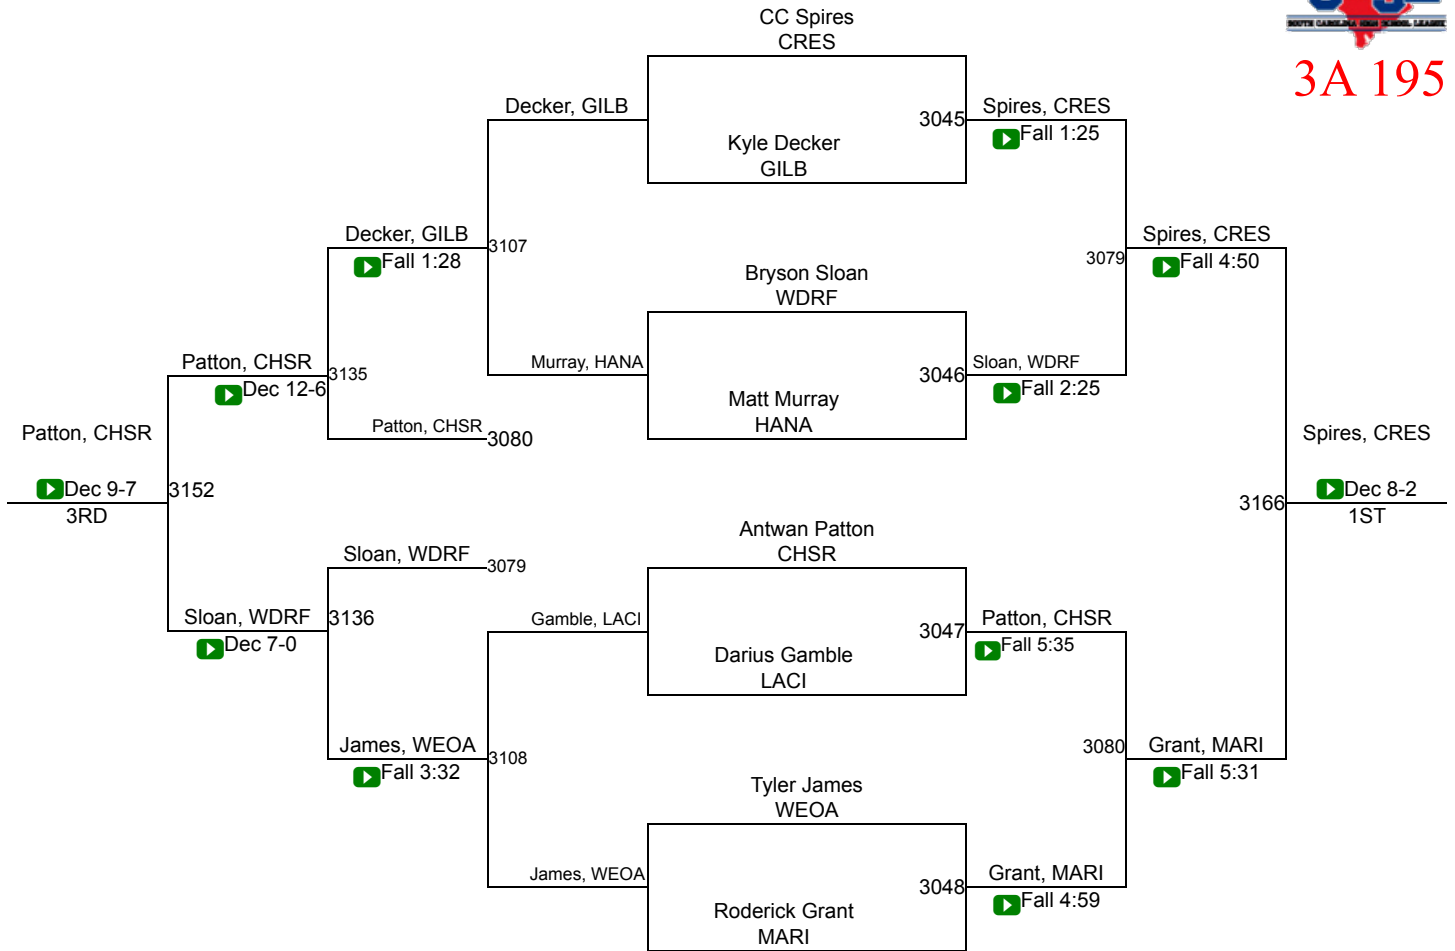 SOUTH CAROLINA HIGH SCHOOL LEAGUE
3A 195
CC Spires
CRES
Decker, GILB
3045
Spires, CRES
Fall 1:25
Kyle Decker
GILB
Decker, GILB
3107
Fall 1:28
Spires, CRES
3079
Fall 4:50
Bryson Sloan
WDRF
Murray, HANA
3046
Sloan, WDRF
Fall 2:25
Patton, CHSR
3135
Dec 12-6
Matt Murray
HANA
Patton, CHSR
3080
Patton, CHSR
Dec 9-7
3152
3RD
Spires, CRES
3166
Dec 8-2
1ST
Antwan Patton
CHSR
Sloan, WDRF
3079
Sloan, WDRF
3136
Dec 7-0
Gamble, LACI
3047
Patton, CHSR
Fall 5:35
Darius Gamble
LACI
James, WEOA
3108
Fall 3:32
3080
Grant, MARI
Fall 5:31
Tyler James
WEOA
James, WEOA
3048
Grant, MARI
Fall 4:59
Roderick Grant
MARI